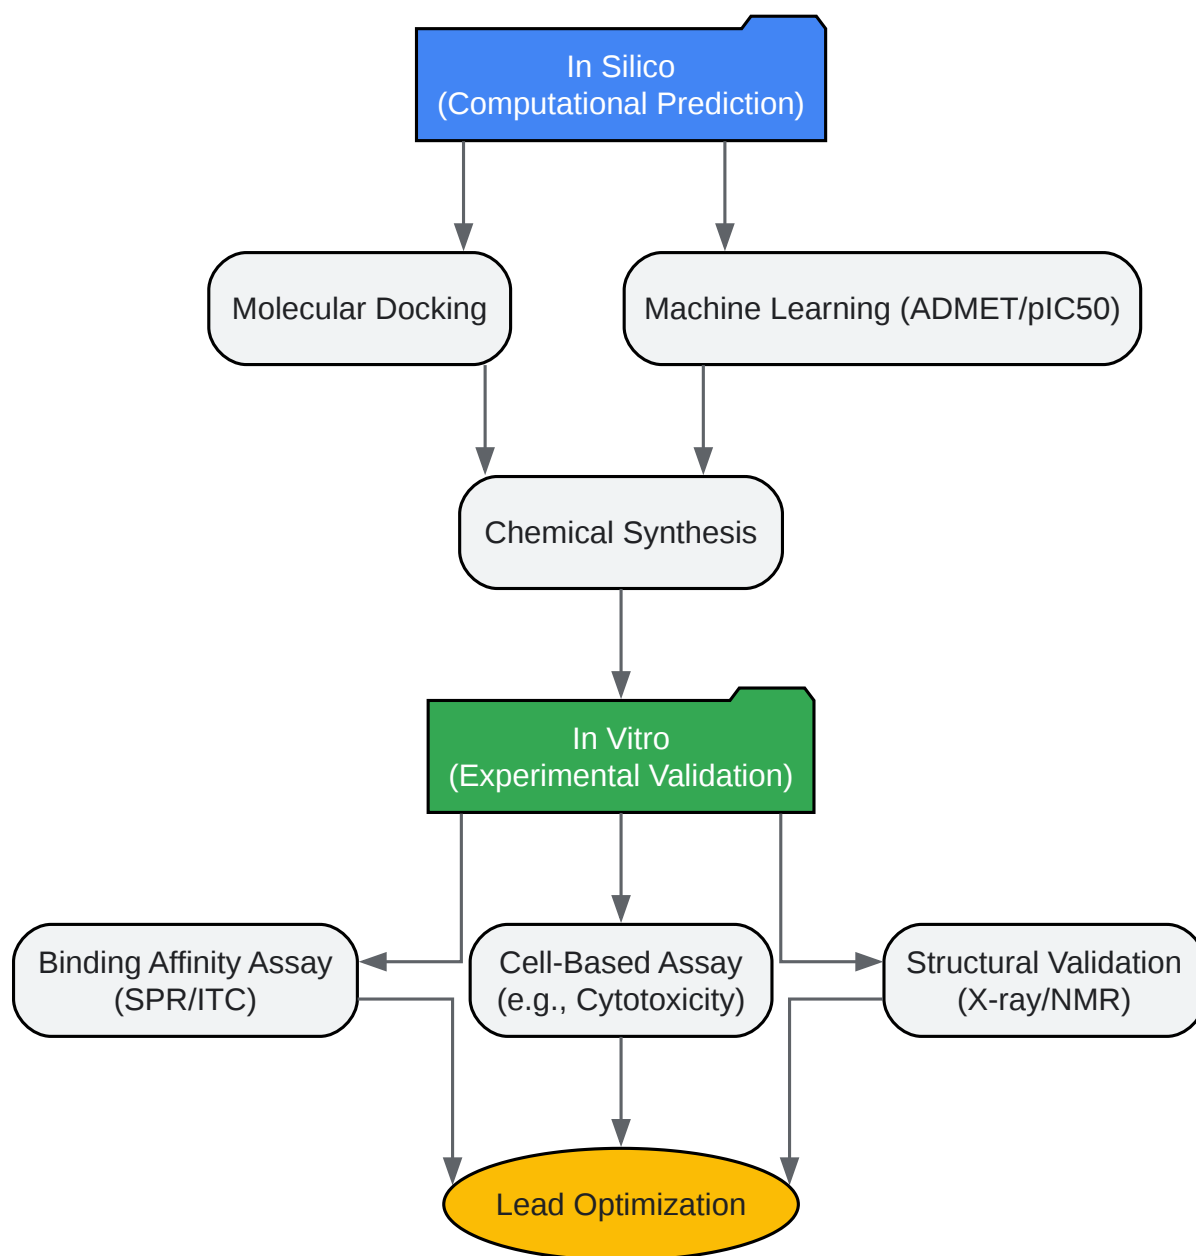 In Silico
(Computational Prediction)
Molecular Docking
Machine Learning (ADMET/pIC50)
Chemical Synthesis
In Vitro
(Experimental Validation)
Binding Affinity Assay
(SPR/ITC)
Cell-Based Assay
(e.g., Cytotoxicity)
Structural Validation
(X-ray/NMR)
Lead Optimization